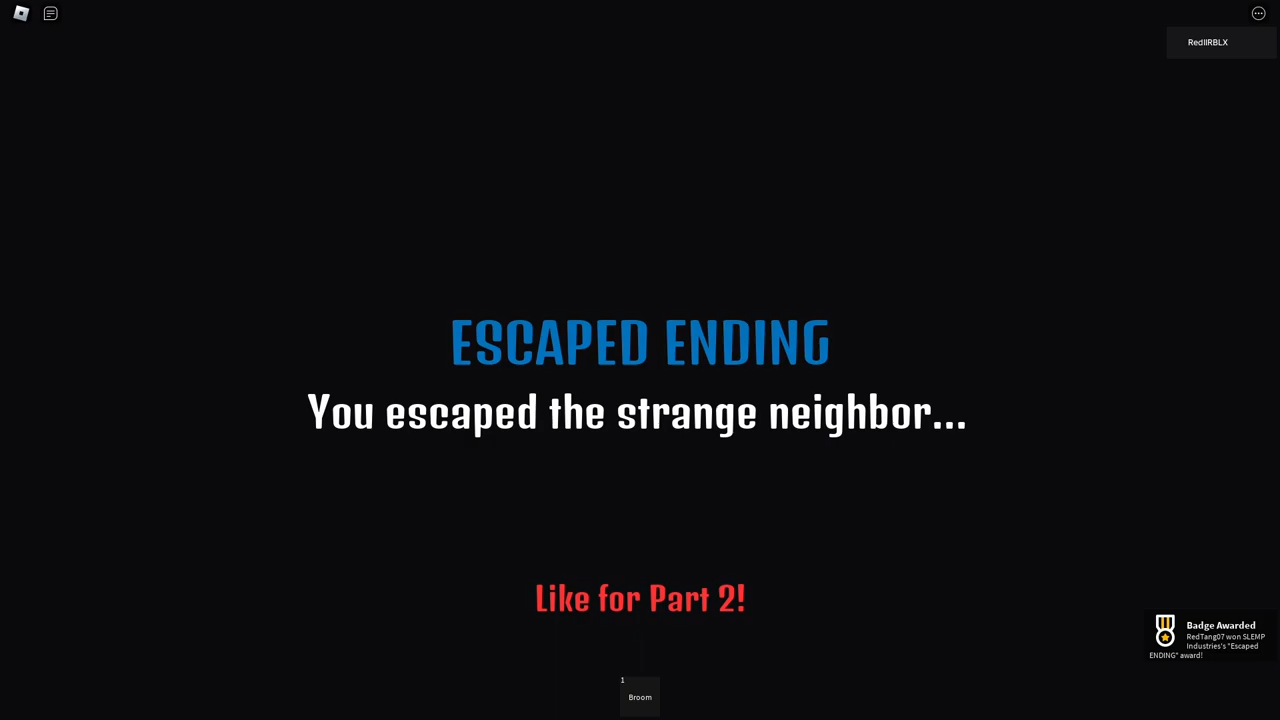 RedIIRBLX
ESCAPED ENDING
You escaped the strange neighbor...
Like for Part 2!
Badge Awarded
RedTang07 won SLEMP
Industries's "Escaped
ENDING" award!
1
Broom